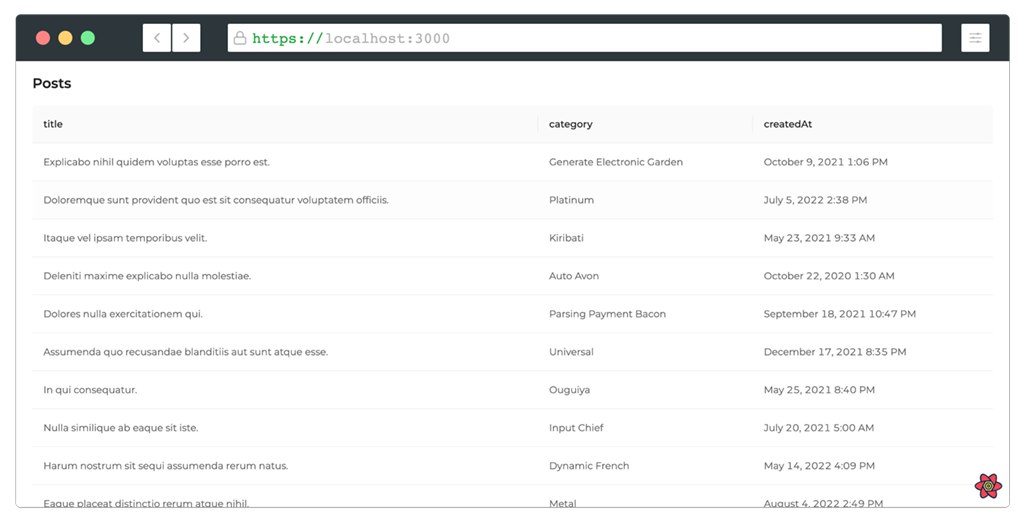 https://localhost:3000
Posts
title category createdAt
Explicabo nihil quidem voluptas esse porro est. Generate Electronic Garden October 9, 2021 1:06 PM
Doloremque sunt provident quo est sit consequatur voluptatem officiis. Platinum July 5, 2022 2:38 PM
Itaque vel ipsam temporibus velit. Kiribati May 23, 2021 9:33 AM
Deleniti maxime explicabo nulla molestiae. Auto Avon October 22, 2020 1:30 AM
Dolores nulla exercitationem qui. Parsing Payment Bacon September 18, 2021 10:47 PM
Assumenda quo recusandae blanditiis aut sunt atque esse. Universal December 17, 2021 8:35 PM
In qui consequatur. Ouguiya May 25, 2021 8:40 PM
Nulla similique ab eaque sit iste. Input Chief July 20, 2021 5:00 AM
Harum nostrum sit sequi assumenda rerum natus. Dynamic French May 14, 2022 4:09 PM
Eaque placeat distinctio rerum atque nihil. Metal August 4, 2022 2:49 PM